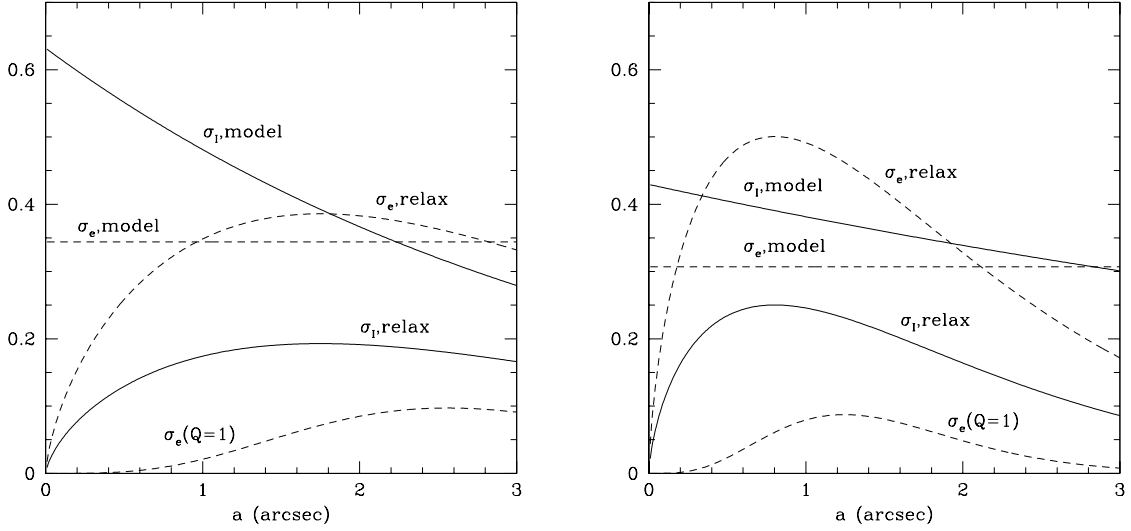 0.6
σI,model
0.4
σe,relax
σe,model
σI,relax
0.2
σe(Q=1)
0
0 1 2 3
a (arcsec)
0.6
σe,relax
σI,model
0.4
σe,model
σI,relax
0.2
σe(Q=1)
0
0 1 2 3
a (arcsec)